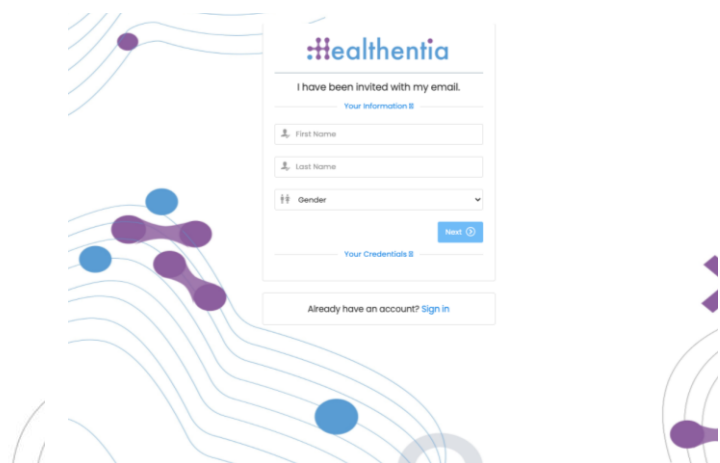 Healthentia
I have been invited with my email.
Your Information
First Name
Last Name
Gender
Next
Your Credentials
Already have an account? Sign in